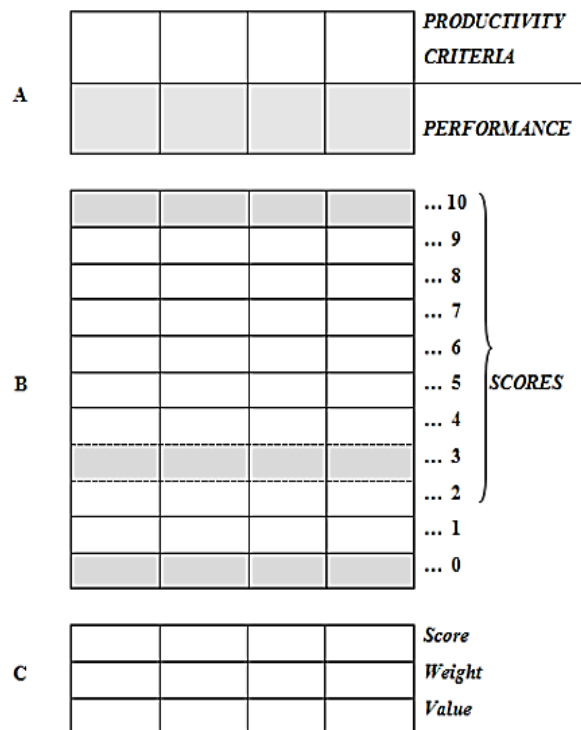 PRODUCTIVITY
CRITERIA
A
PERFORMANCE
... 10
... 9
... 8
... 7
... 6
B
... 5
SCORES
... 4
... 3
... 2
... 1
... 0
Score
C
Weight
Value